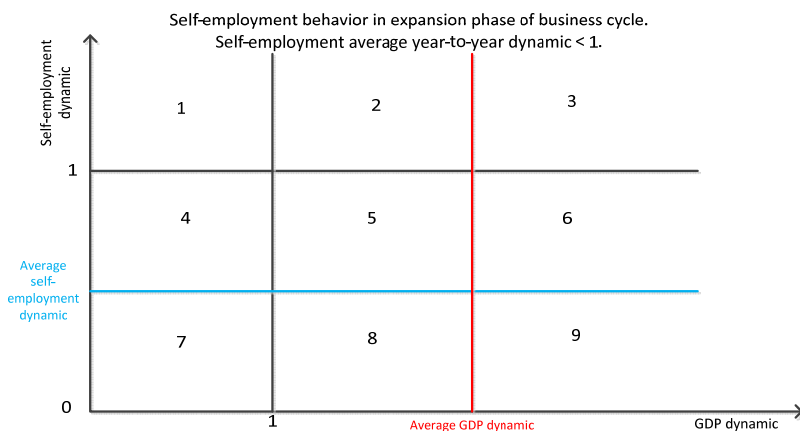 Self-employment behavior in expansion phase of business cycle.
Self-employment average year-to-year dynamic < 1.
Self-employment
dynamic
1
2
3
1
4
5
6
Average
self-
employment
dynamic
7
8
9
0
1
Average GDP dynamic
GDP dynamic